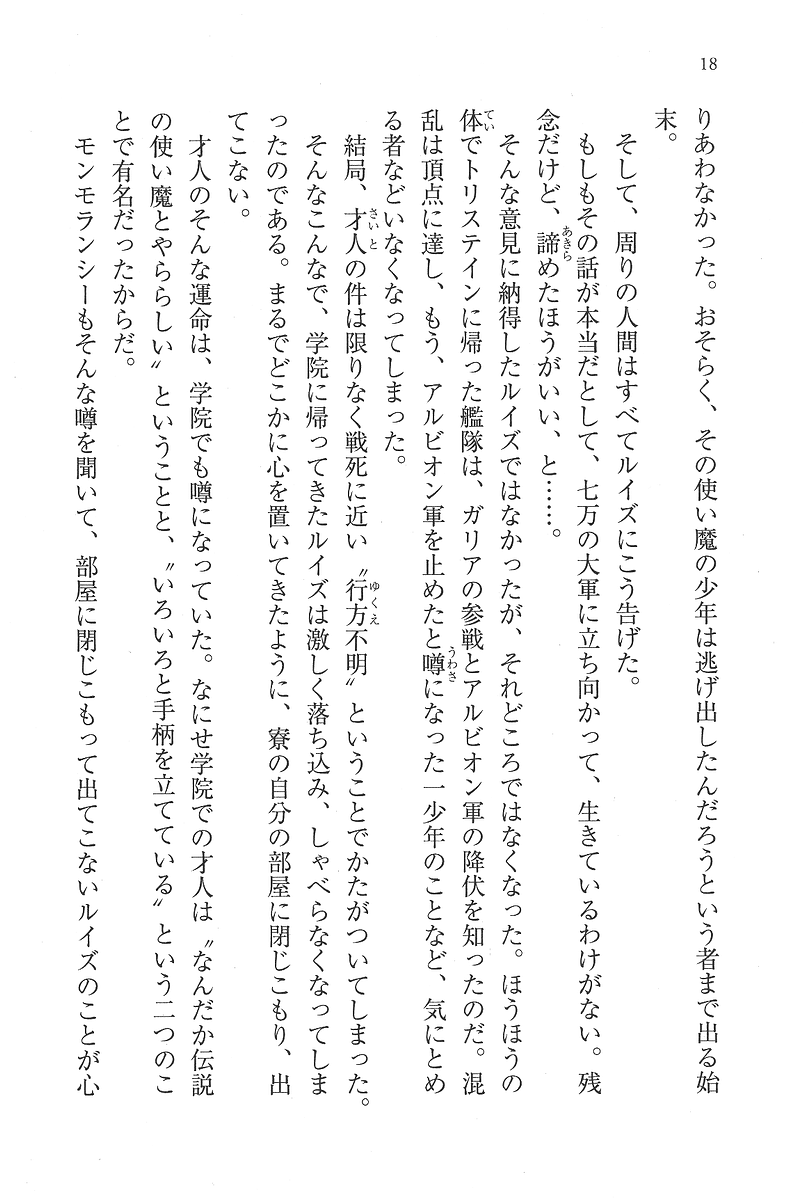 18
りあわなかった。おそらく、その使い魔の少年は逃げ出したんだろうという者まで出る始
末。
　そして、周りの人間はすべてルイズにこう告げた。
　もしもその話が本当だとして、七万の大軍に立ち向かって、生きているわけがない。残
念だけど、諦めたほうがいい、と……。
　そんな意見に納得したルイズではなかったが、それどころではなくなった。ほうほうの
体でトリステインに帰った艦隊は、ガリアの参戦とアルビオン軍の降伏を知ったのだ。混
乱は頂点に達し、もう、アルビオン軍を止めたと噂になった一少年のことなど、気にとめ
る者などいなくなってしまった。
　結局、才人の件は限りなく戦死に近い〝行方不明〟ということでかたがついてしまった。
　そんなこんなで、学院に帰ってきたルイズは激しく落ち込み、しゃべらなくなってしま
ったのである。まるでどこかに心を置いてきたように、寮の自分の部屋に閉じこもり、出
てこない。
　才人のそんな運命は、学院でも噂になっていた。なにせ学院での才人は〝なんだか伝説
の使い魔とやららしい〟ということと、〝いろいろと手柄を立てている〟という二つのこ
とで有名だったからだ。
　モンモランシーもそんな噂を聞いて、部屋に閉じこもって出てこないルイズのことが心